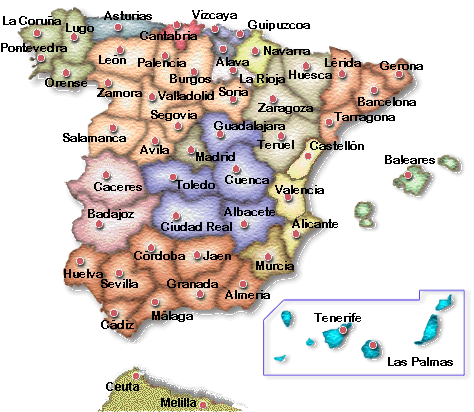 La Coruña
Lugo
Asturias
Vizcaya
Guipuzcoa
Cantabria
Pontevedra
León
Palencia
Burgos
Alava
Navarra
Orense
La Rioja
Huesca
Lérida
Gerona
Zamora
Valladolid
Soria
Zaragoza
Barcelona
Segovia
Tarragona
Salamanca
Avila
Guadalajara
Teruel
Castellón
Madrid
Baleares
Caceres
Toledo
Cuenca
Valencia
Badajoz
Ciudad Real
Albacete
Alicante
Córdoba
Jaen
Murcia
Huelva
Sevilla
Granada
Almeria
Cádiz
Málaga
Tenerife
Las Palmas
Ceuta
Melilla